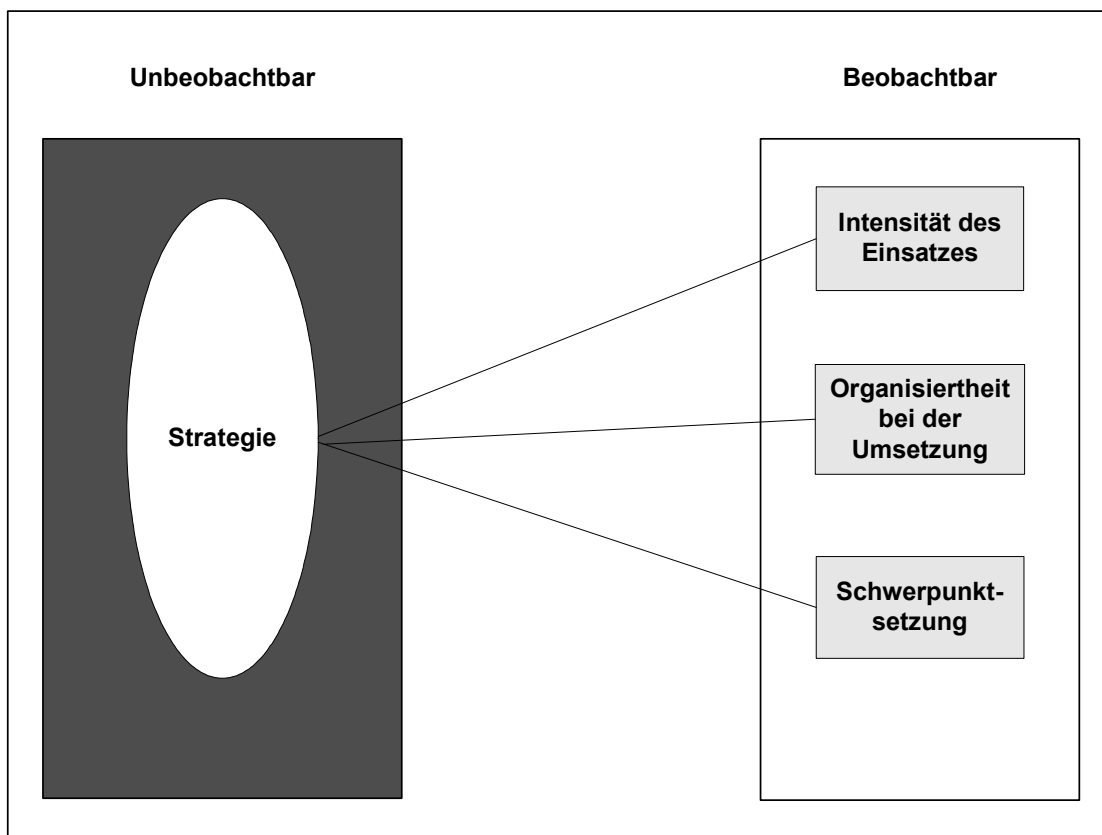 Unbeobachtbar
Beobachtbar
Strategie
Intensität des
Einsatzes
Organisiertheit
bei der
Umsetzung
Schwerpunkt-
setzung